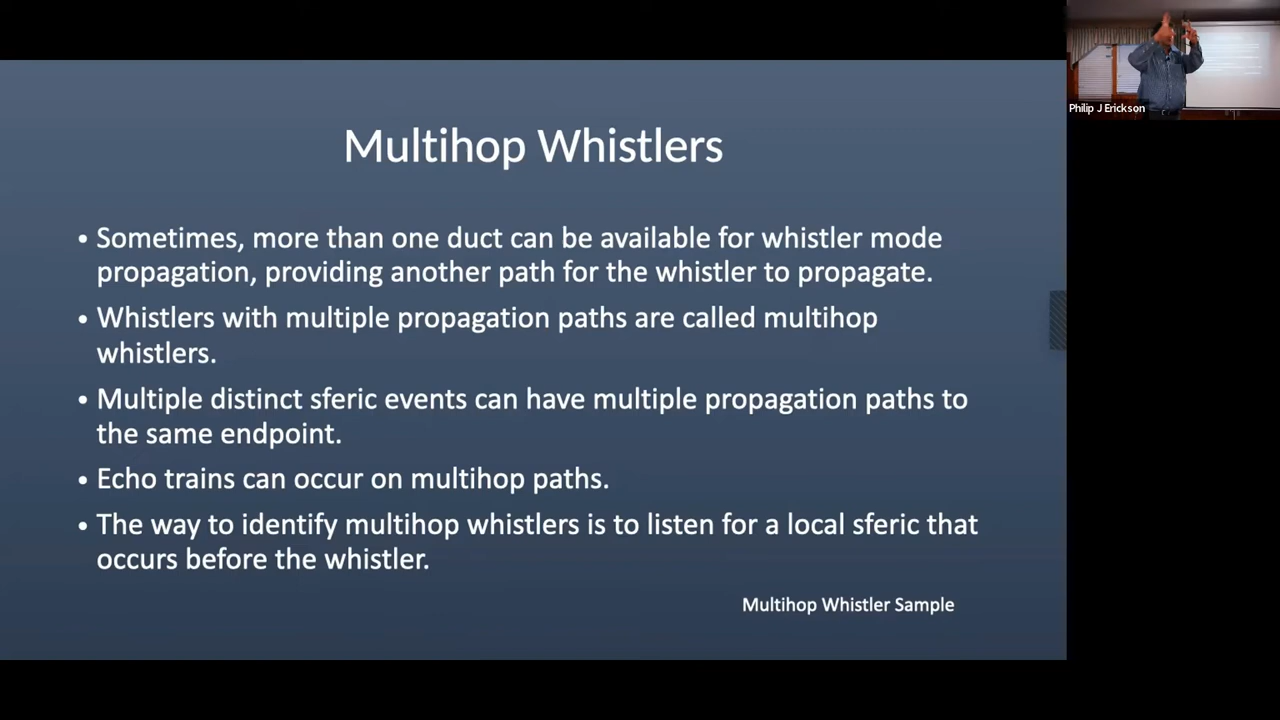 Philip J Erickson
Multihop Whistlers
• Sometimes, more than one duct can be available for whistler mode
propagation, providing another path for the whistler to propagate.
• Whistlers with multiple propagation paths are called multihop
whistlers.
• Multiple distinct sferic events can have multiple propagation paths to
the same endpoint.
• Echo trains can occur on multihop paths.
• The way to identify multihop whistlers is to listen for a local sferic that
occurs before the whistler.
Multihop Whistler Sample